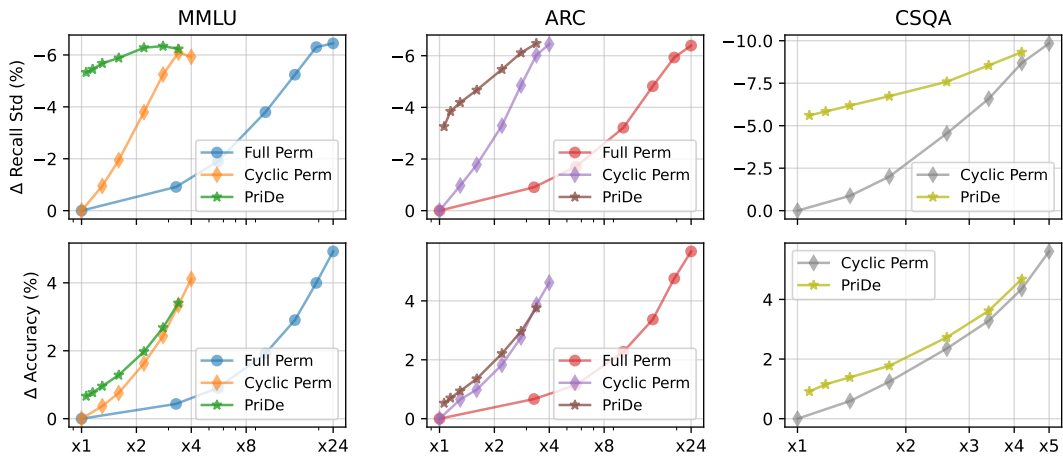 MMLU
ARC
CSQA
Δ Recall Std (%)
−6
−4
−2
0
Full Perm
Cyclic Perm
PriDe
−6
−4
−2
0
Full Perm
Cyclic Perm
PriDe
−10.0
−7.5
−5.0
−2.5
0.0
Cyclic Perm
PriDe
Δ Accuracy (%)
4
2
0
Full Perm
Cyclic Perm
PriDe
x1 x2 x4 x8 x24
4
2
0
Full Perm
Cyclic Perm
PriDe
x1 x2 x4 x8 x24
4
2
0
Cyclic Perm
PriDe
x1 x2 x3 x4 x5